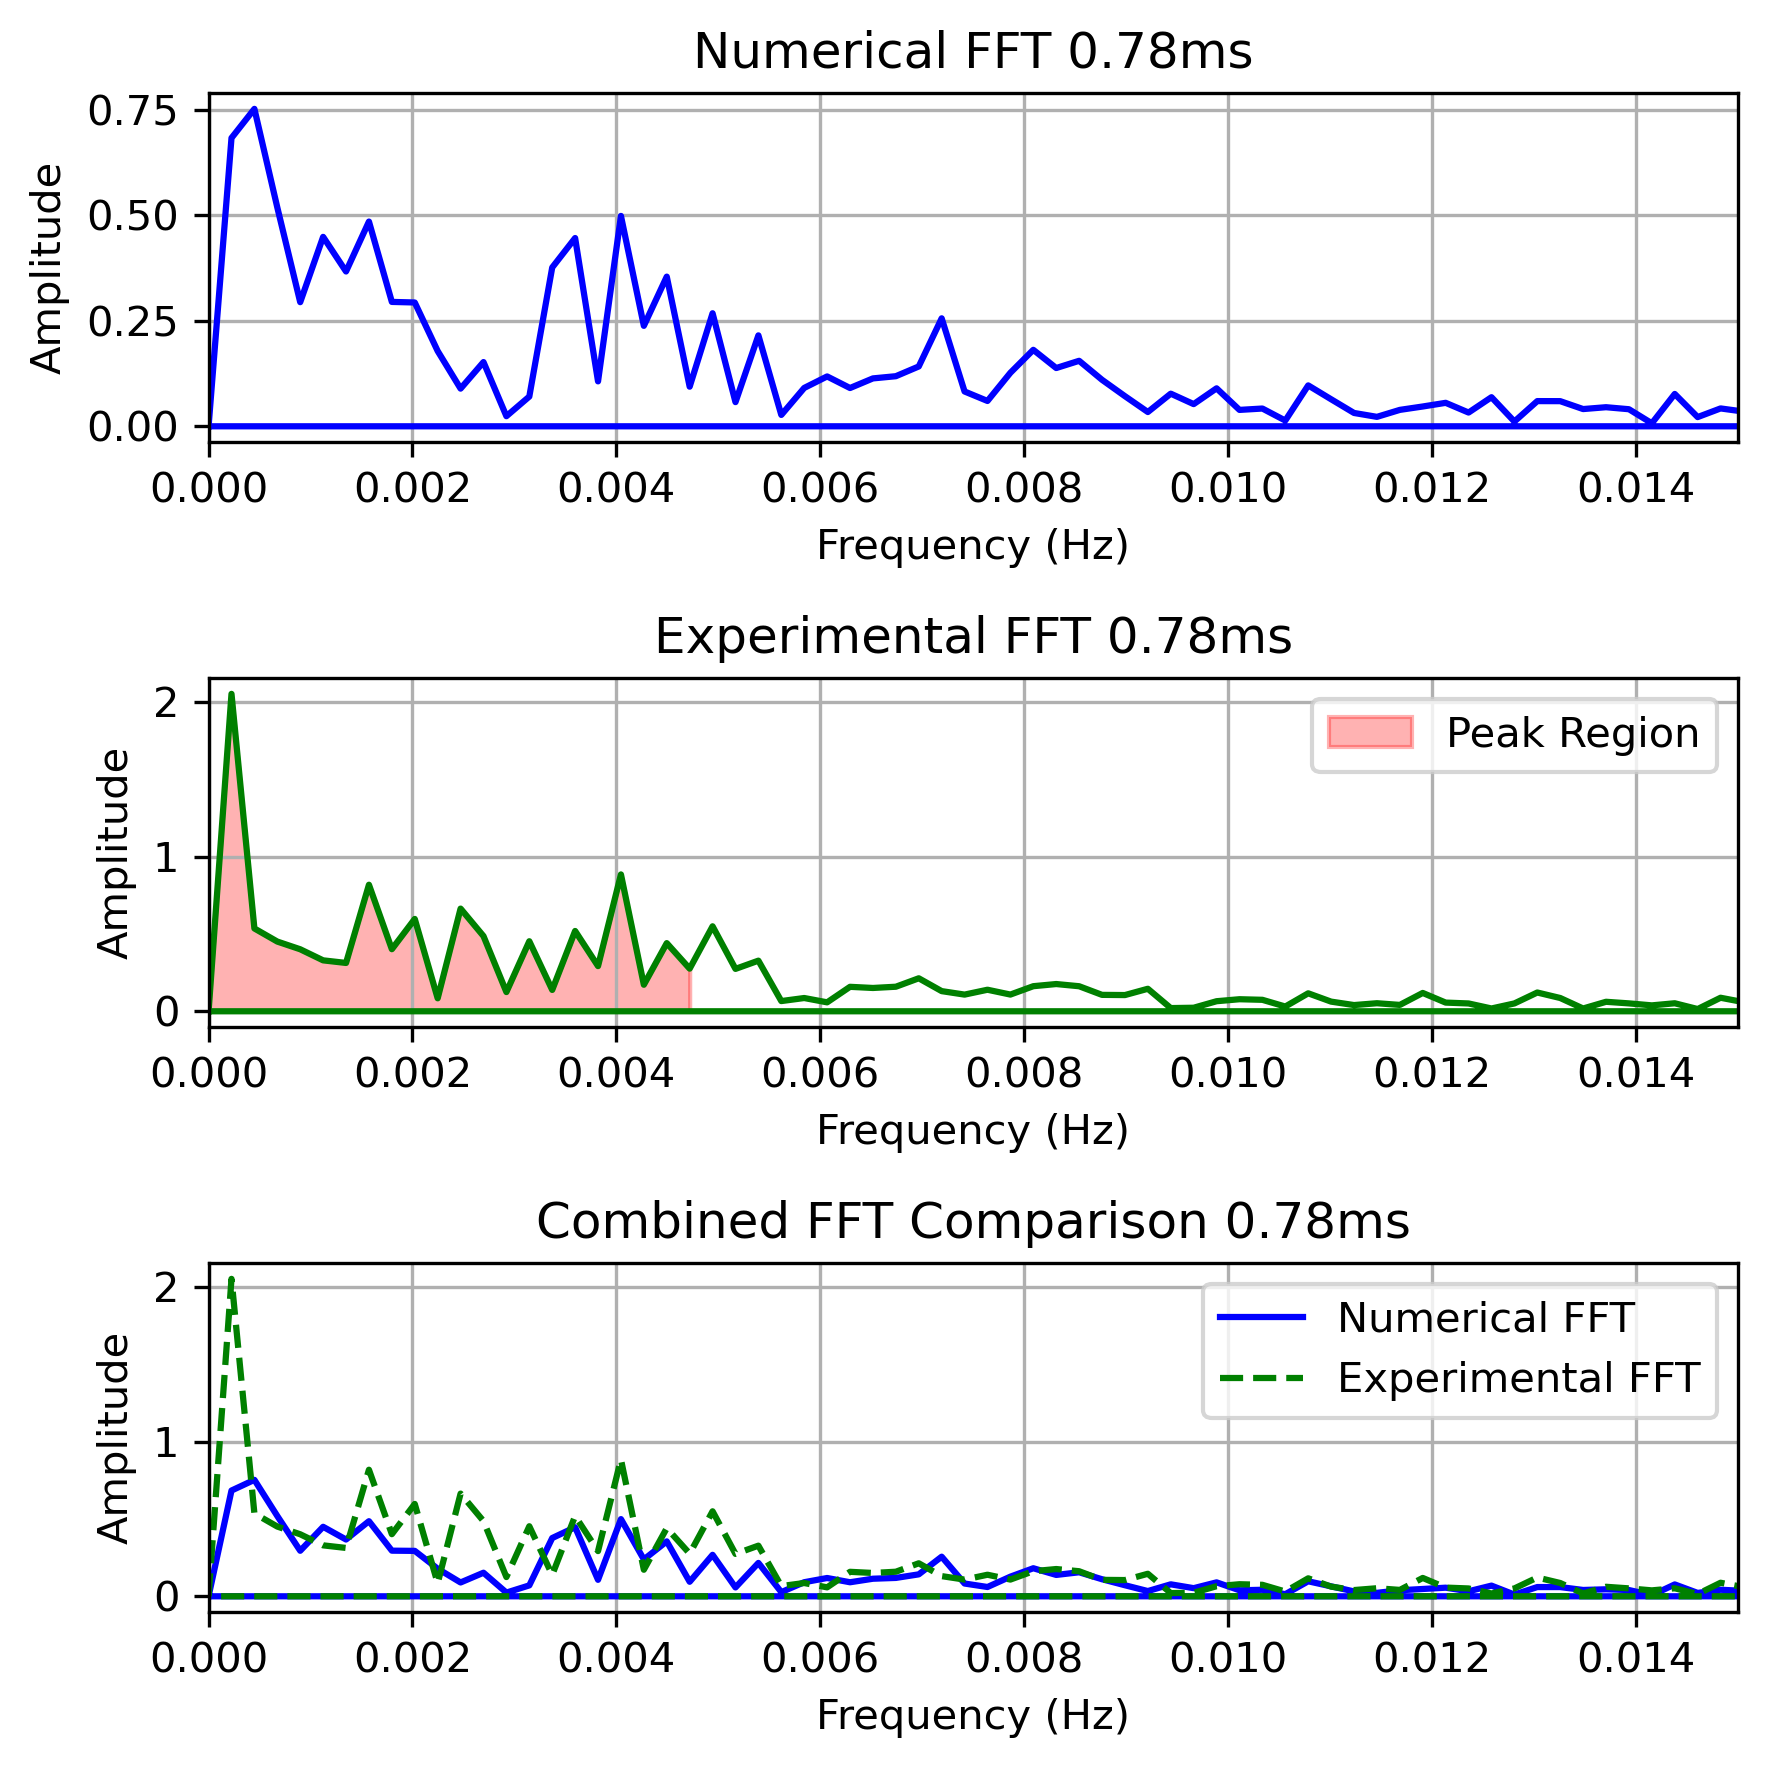 Numerical FFT 0.78ms
Amplitude
0.75
0.50
0.25
0.00
0.000 0.002 0.004 0.006 0.008 0.010 0.012 0.014
Frequency (Hz)
Experimental FFT 0.78ms
Amplitude
2
1
0
Peak Region
0.000 0.002 0.004 0.006 0.008 0.010 0.012 0.014
Frequency (Hz)
Combined FFT Comparison 0.78ms
Amplitude
2
1
0
Numerical FFT
Experimental FFT
0.000 0.002 0.004 0.006 0.008 0.010 0.012 0.014
Frequency (Hz)